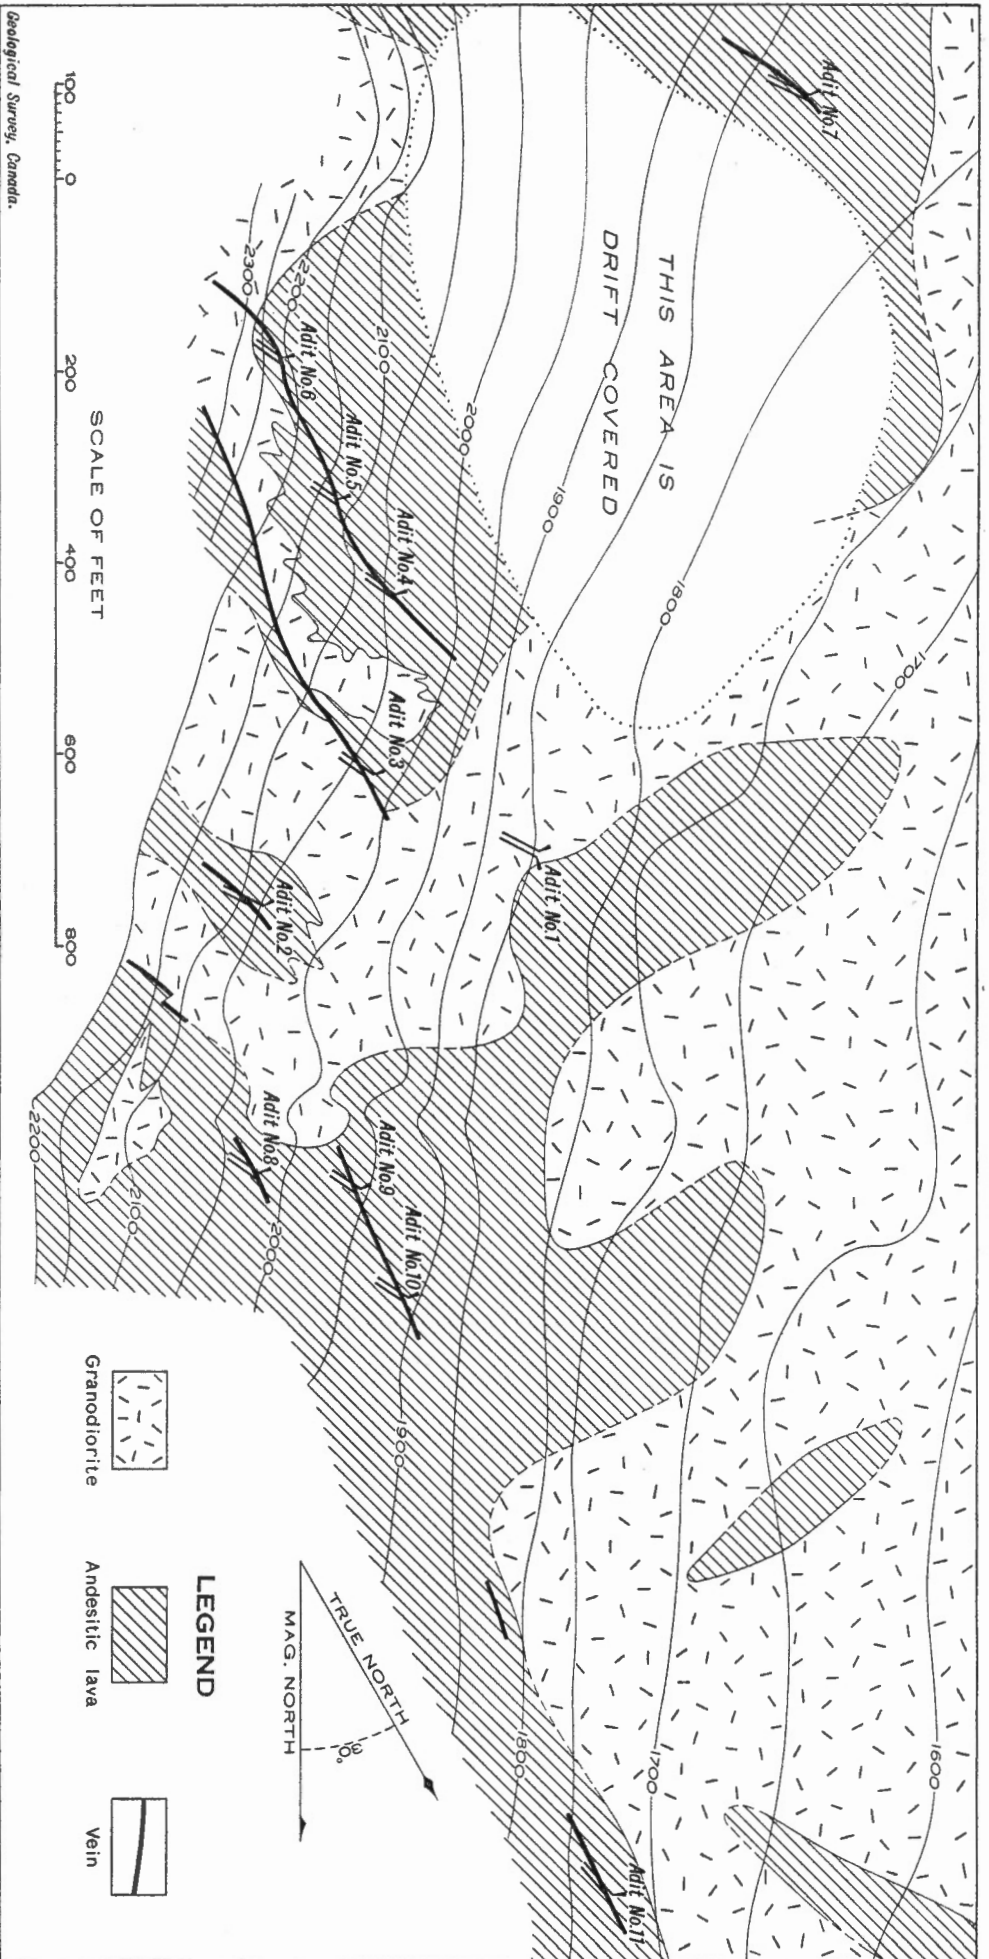 Adit No.7
THIS AREA IS
DRIFT COVERED
1700
1800
1900
2000
2100
2200
2300
Adit No.6
Adit No.5
Adit No.4
Adit No.3
Adit No.1
Adit No.2
Adit No.8
Adit No.9
Adit No.10
2000
2100
2200
1900
1800
1700
1600
Adit No.11
TRUE NORTH
MAG. NORTH
30°
LEGEND
Granodiorite
Andesitic lava
Vein
100 0 200 400 600 800
SCALE OF FEET
Geological Survey, Canada.